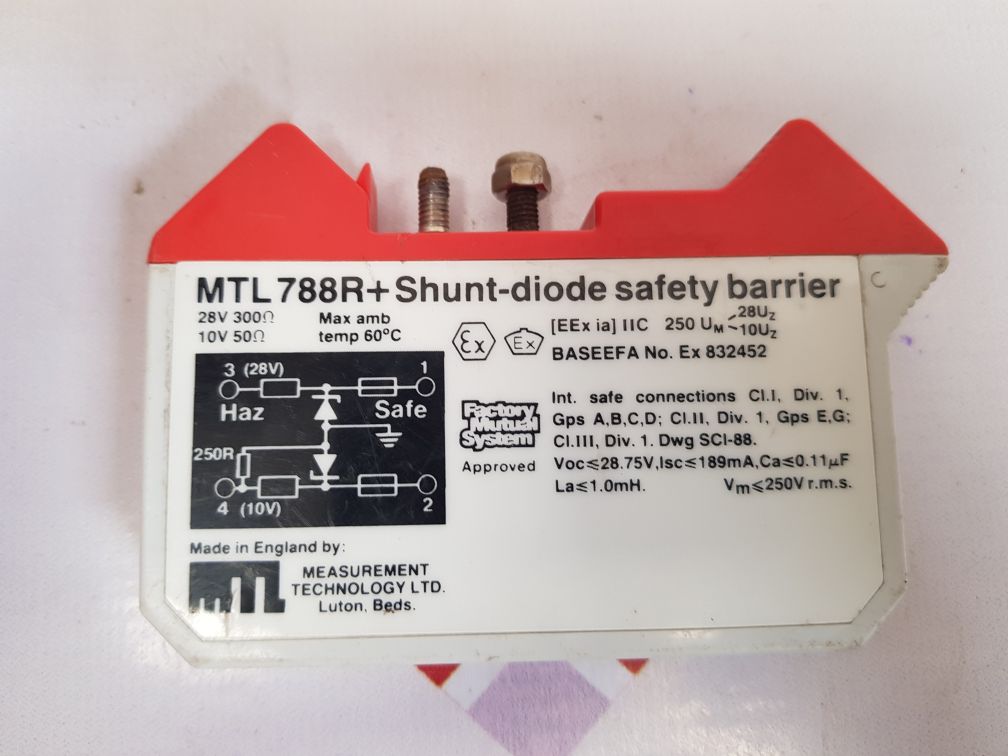 MTL 788R+ Shunt-diode safety barrier
28V 300Ω
10V 50Ω
Max amb
temp 60°C
Ex
Ex
[EEx ia] IIC 250 UM 28Uz
10Uz
BASEEFA No. Ex 832452
3 (28V)
1
Haz
Safe
250R
4 (10V)
2
Factory
Mutual
System
Approved
Int. safe connections Cl.I, Div. 1,
Gps A,B,C,D; Cl.II, Div. 1, Gps E,G;
Cl.III, Div. 1. Dwg SCI-88.
Voc≤28.75V,Isc≤189mA,Ca≤0.11µF
La≤1.0mH. Vm≤250V r.m.s.
Made in England by:
mTL
MEASUREMENT
TECHNOLOGY LTD.
Luton, Beds.